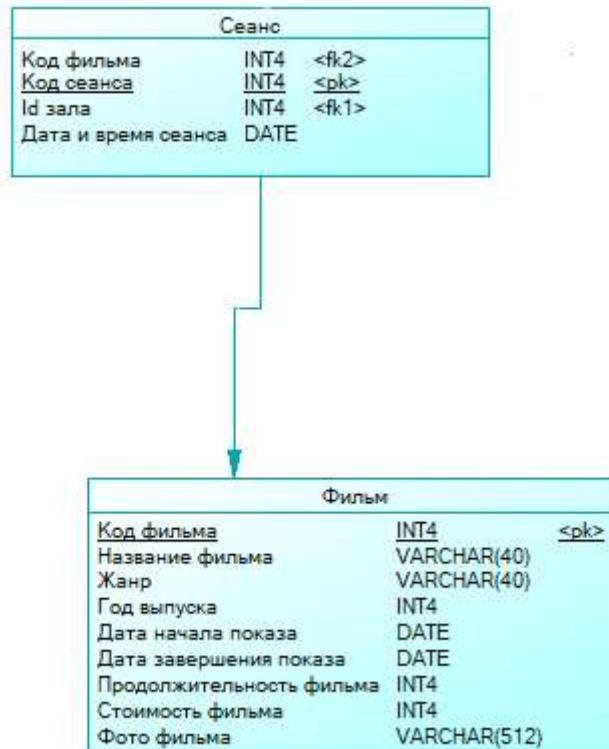 Сеанс
Код фильма INT4 <fk2>
Код сеанса INT4 <pk>
Id зала INT4 <fk1>
Дата и время сеанса DATE
Фильм
Код фильма INT4 <pk>
Название фильма VARCHAR(40)
Жанр VARCHAR(40)
Год выпуска INT4
Дата начала показа DATE
Дата завершения показа DATE
Продолжительность фильма INT4
Стоимость фильма INT4
Фото фильма VARCHAR(512)